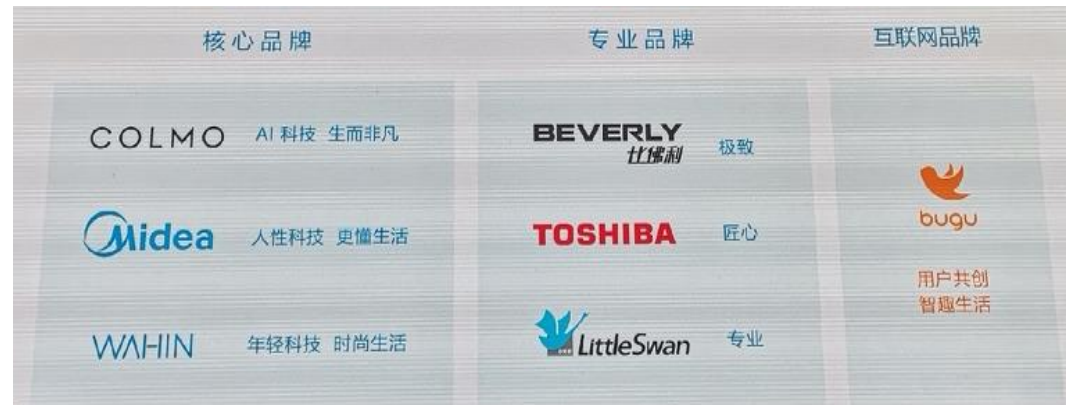 核心品牌
COLMO AI 科技 生而非凡
Midea 人性科技 更懂生活
WAHIN 年轻科技 时尚生活
专业品牌
BEVERLY
比佛利 极致
TOSHIBA 匠心
LittleSwan 专业
互联网品牌
bugu
用户共创
智趣生活